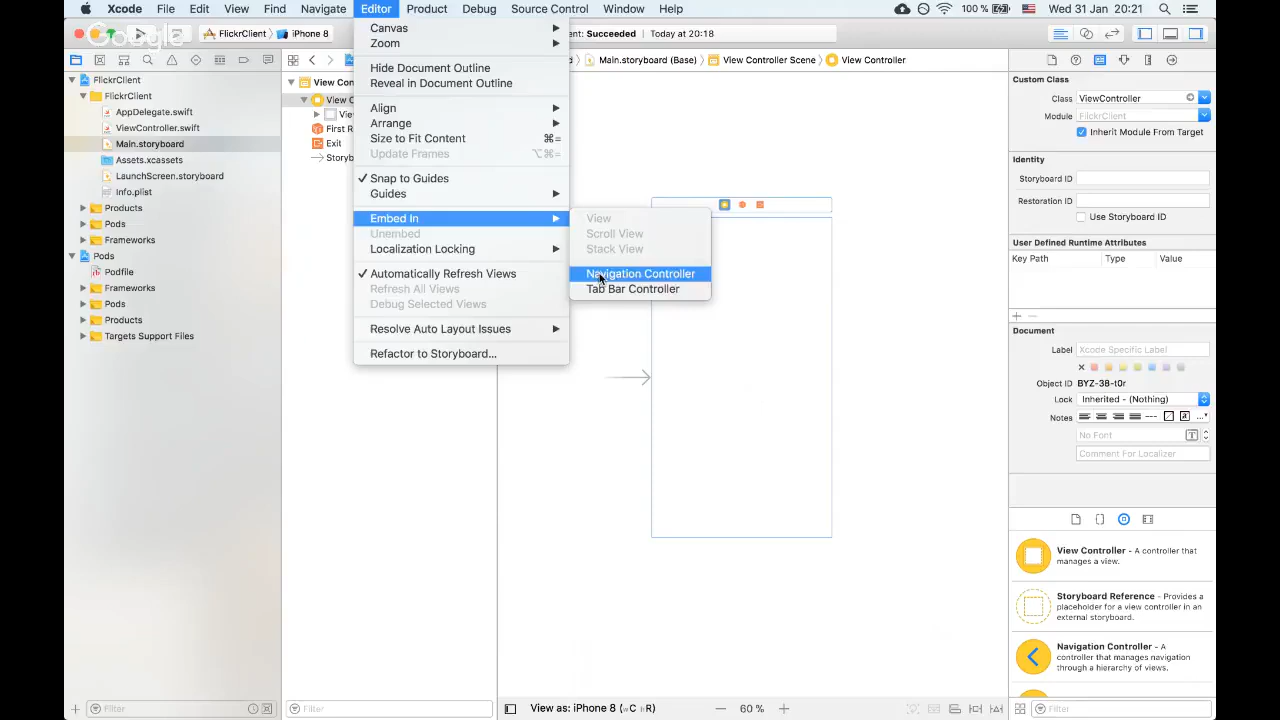 Xcode File Edit View Find Navigate Editor Product Debug Source Control Window Help 100 % Wed 31 Jan 20:21
Google
FlickrClient iPhone 8
nt: Succeeded Today at 20:18
Main.storyboard (Base) View Controller Scene View Controller
FlickrClient
FlickrClient
AppDelegate.swift
ViewController.swift
Main.storyboard
Assets.xcassets
LaunchScreen.storyboard
Info.plist
Products
Pods
Frameworks
Pods
Podfile
Frameworks
Pods
Products
Targets Support Files
Filter
View Con
View C
Vie
First R
Exit
Storyb
Filter
Canvas
Zoom
Hide Document Outline
Reveal in Document Outline
Align
Arrange
Size to Fit Content ⌘=
Update Frames ⌥⌘=
✓ Snap to Guides
Guides
Embed In
Unembed
Localization Locking
✓ Automatically Refresh Views
Refresh All Views
Debug Selected Views
Resolve Auto Layout Issues
Refactor to Storyboard...
View
Scroll View
Stack View
Navigation Controller
Tab Bar Controller
View as: iPhone 8 (wC hR)
60 %
Custom Class
Class ViewController
Module FlickrClient
Inherit Module From Target
Identity
Storyboard ID
Restoration ID
Use Storyboard ID
User Defined Runtime Attributes
Key Path Type Value
Document
Label Xcode Specific Label
Object ID BYZ-38-t0r
Lock Inherited - (Nothing)
Notes
No Font
Comment For Localizer
View Controller - A controller that
manages a view.
Storyboard Reference - Provides a
placeholder for a view controller in an
external storyboard.
Navigation Controller - A
controller that manages navigation
through a hierarchy of views.
Filter